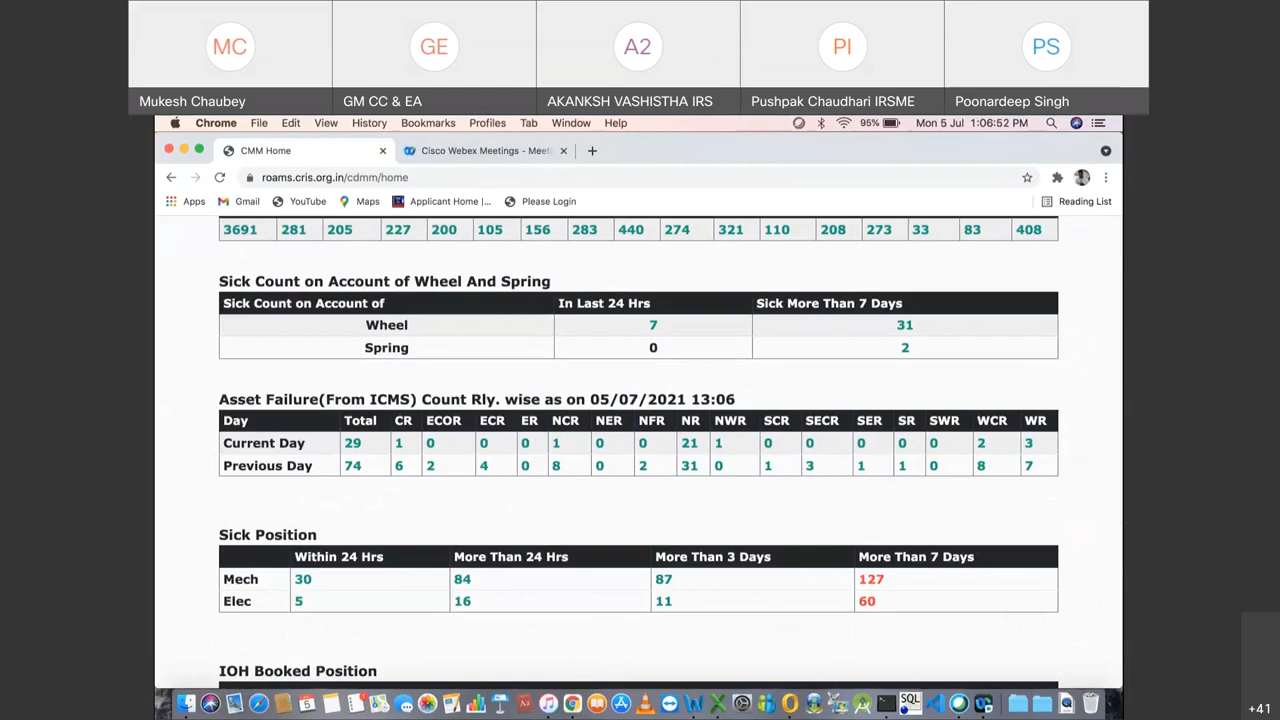 MC GE A2 PI PS
Mukesh Chaubey GM CC & EA AKANKSH VASHISTHA IRS Pushpak Chaudhari IRSME Poonardeep Singh
Chrome File Edit View History Bookmarks Profiles Tab Window Help 95% Mon 5 Jul 1:06:52 PM
CMM Home Cisco Webex Meetings - Meeti
roams.cris.org.in/cdmm/home
Apps Gmail YouTube Maps Applicant Home |... Please Login Reading List
3691 281 205 227 200 105 156 283 440 274 321 110 208 273 33 83 408
Sick Count on Account of Wheel And Spring
Sick Count on Account of In Last 24 Hrs Sick More Than 7 Days
Wheel 7 31
Spring 0 2
Asset Failure(From ICMS) Count Rly. wise as on 05/07/2021 13:06
Day Total CR ECOR ECR ER NCR NER NFR NR NWR SCR SECR SER SR SWR WCR WR
Current Day 29 1 0 0 0 1 0 0 21 1 0 0 0 0 0 2 3
Previous Day 74 6 2 4 0 8 0 2 31 0 1 3 1 1 0 8 7
Sick Position
Within 24 Hrs More Than 24 Hrs More Than 3 Days More Than 7 Days
Mech 30 84 87 127
Elec 5 16 11 60
IOH Booked Position
SQL
+41